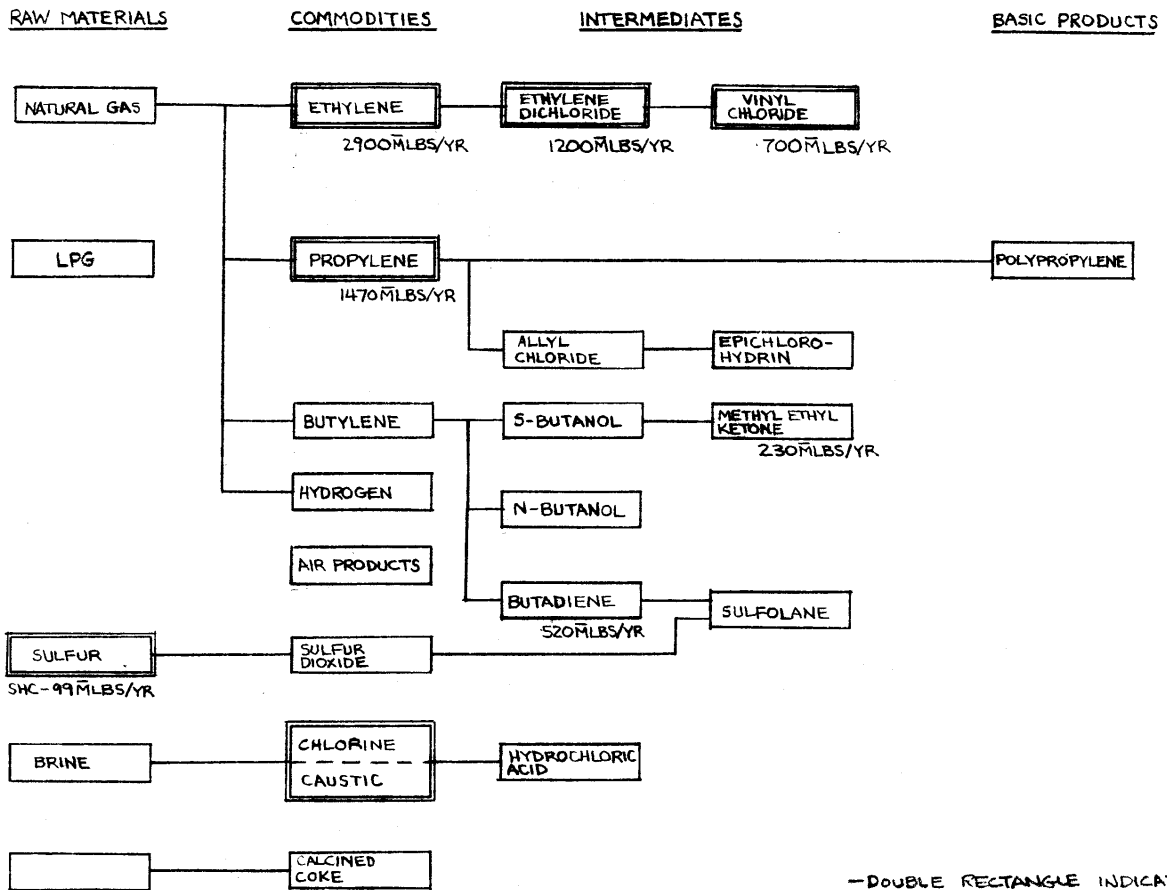 RAW MATERIALS
COMMODITIES
INTERMEDIATES
BASIC PRODUCTS
NATURAL GAS
ETHYLENE
2900M̄LBS/YR
ETHYLENE
DICHLORIDE
1200M̄LBS/YR
VINYL
CHLORIDE
700M̄LBS/YR
LPG
PROPYLENE
1470M̄LBS/YR
POLYPROPYLENE
ALLYL
CHLORIDE
EPICHLORO-
HYDRIN
BUTYLENE
S-BUTANOL
METHYL ETHYL
KETONE
230M̄LBS/YR
HYDROGEN
N-BUTANOL
AIR PRODUCTS
BUTADIENE
520M̄LBS/YR
SULFOLANE
SULFUR
SHC-99M̄LBS/YR
SULFUR
DIOXIDE
BRINE
CHLORINE
CAUSTIC
HYDROCHLORIC
ACID
CALCINED
COKE
-DOUBLE RECTANGLE INDICA